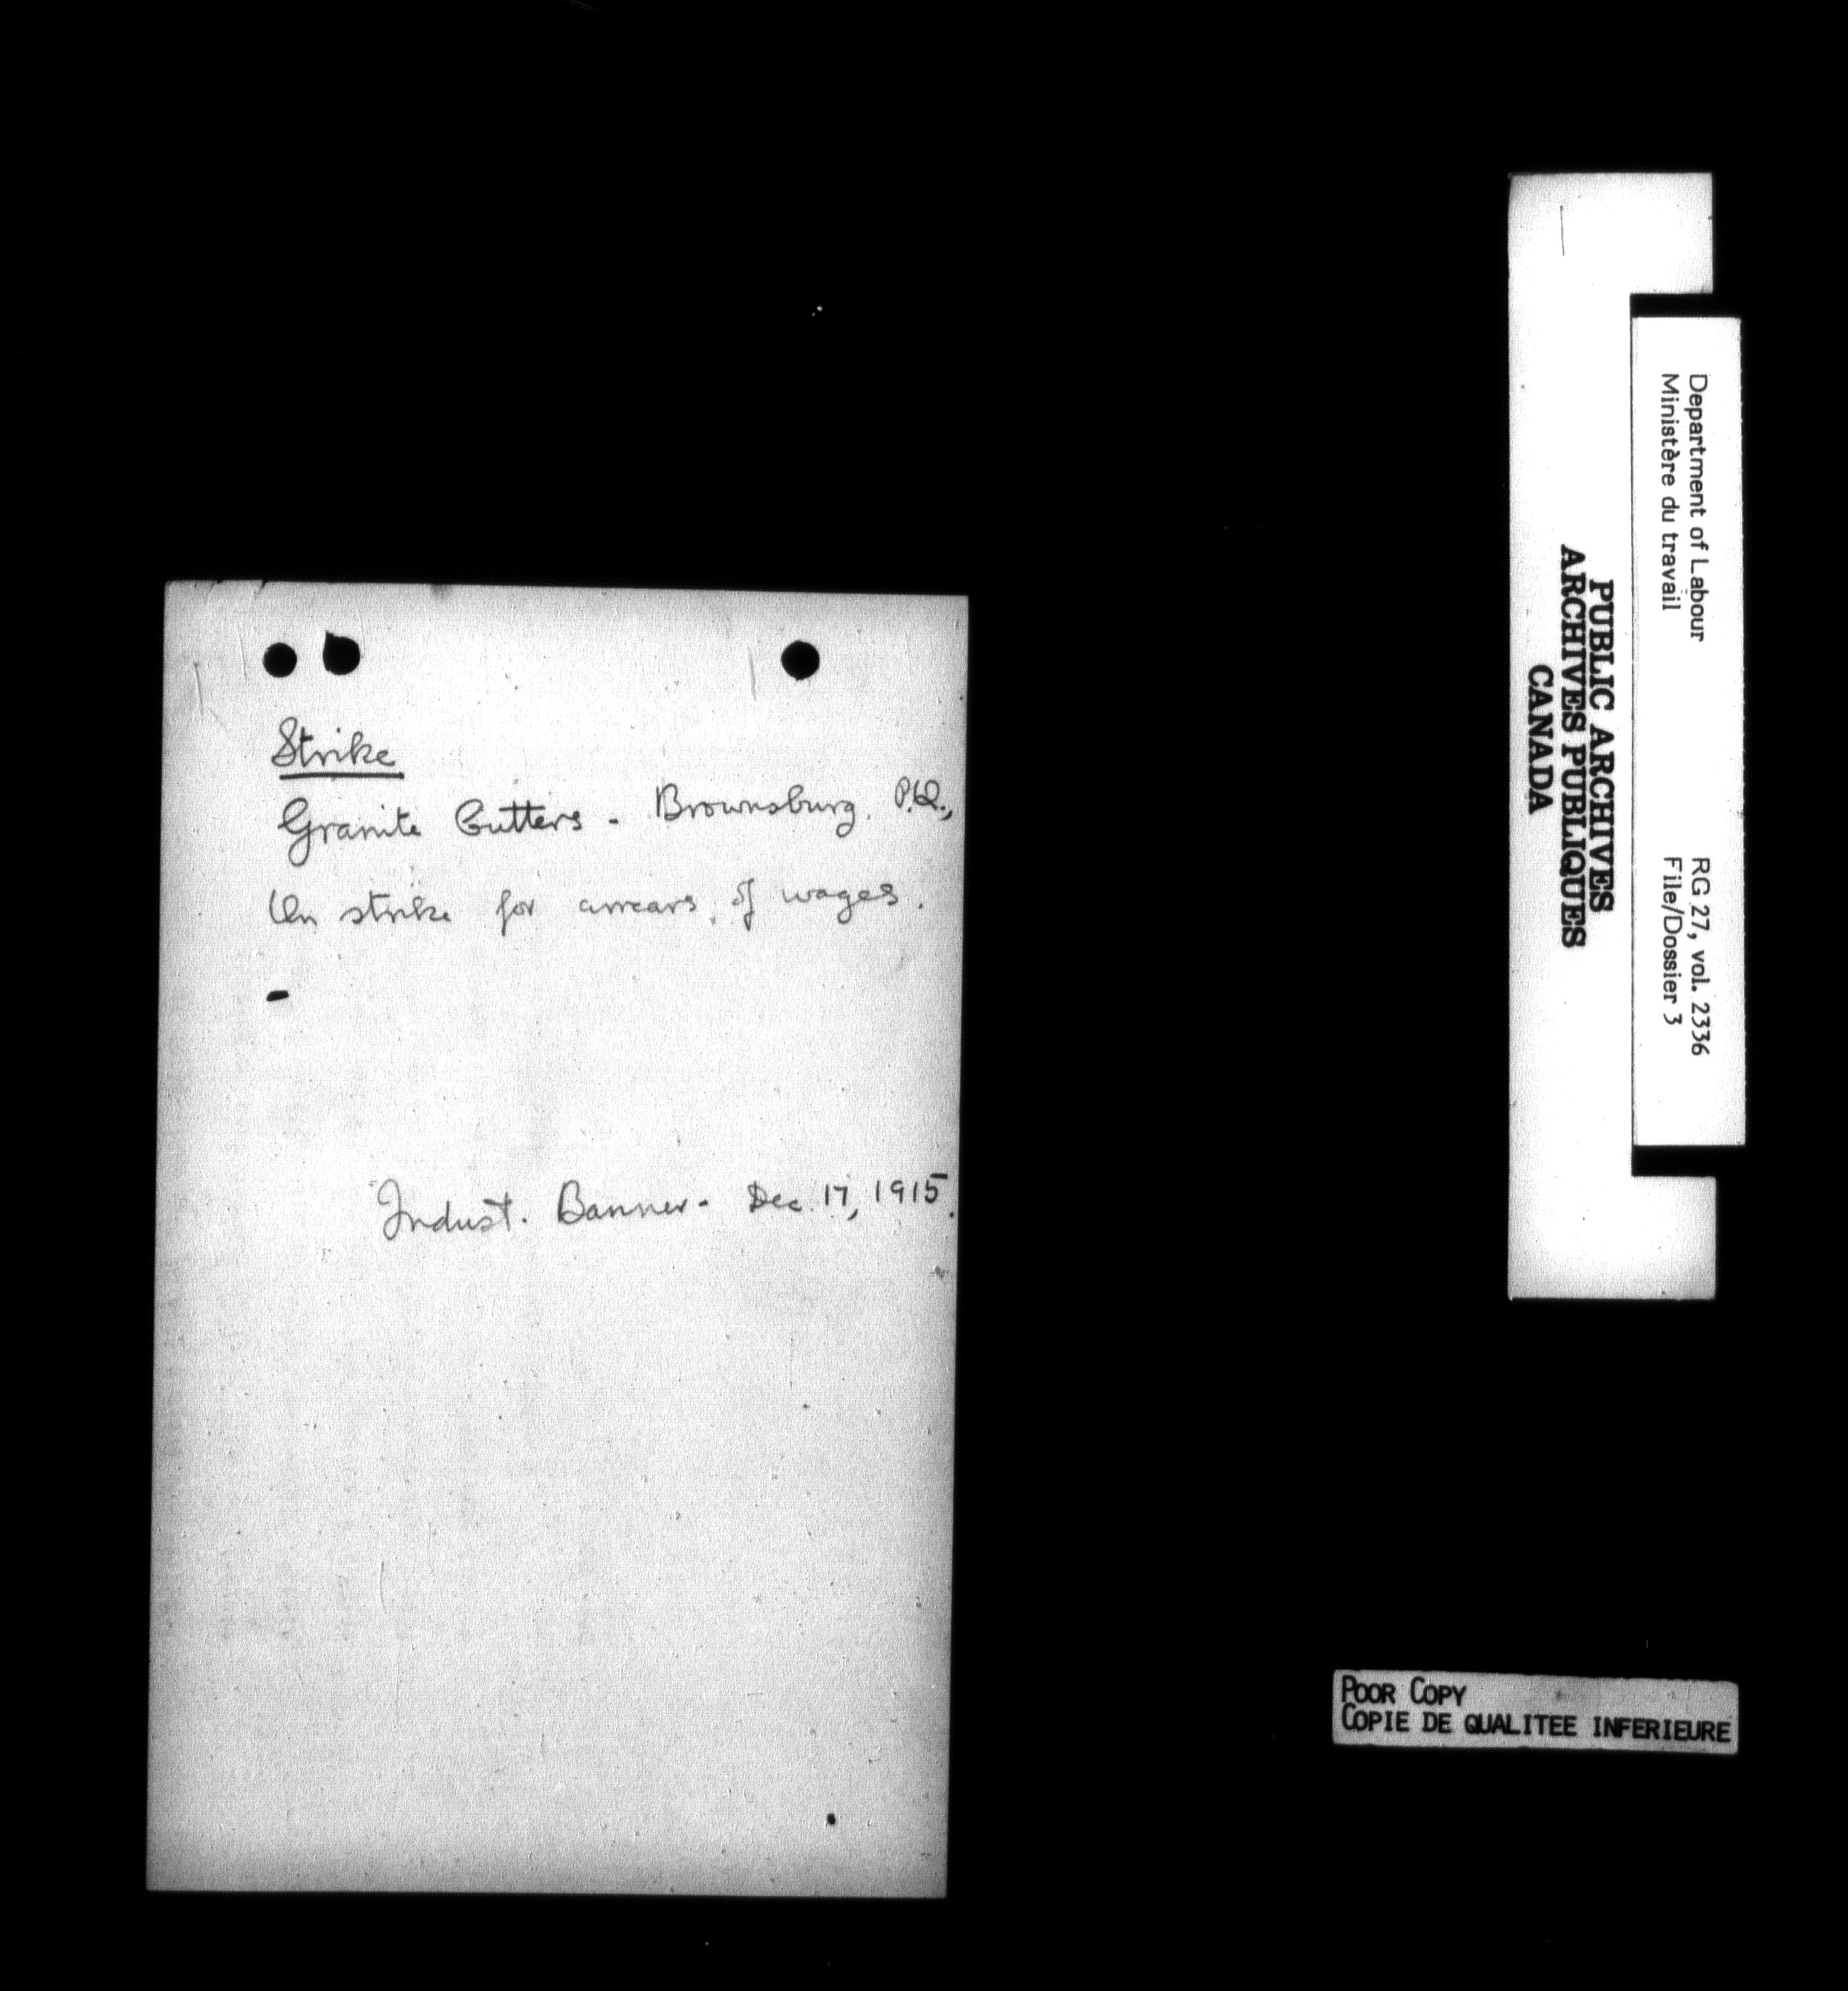 Strike
Granite Cutters - Brownsburg. P.Q.,
On strike for arrears of wages.
-
Indust. Banner - Dec. 17, 1915.
Department of Labour
Ministère du travail
RG 27, vol. 2336
File/Dossier 3
PUBLIC ARCHIVES
ARCHIVES PUBLIQUES
CANADA
POOR COPY
COPIE DE QUALITEE INFERIEURE